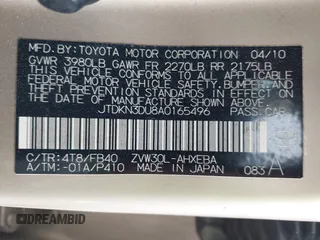 MFD. BY: TOYOTA MOTOR CORPORATION 04/10
GVWR 3980LB GAWR FR 2270LB RR 2175LB
THIS VEHICLE CONFORMS TO ALL APPLICABLE
FEDERAL MOTOR VEHICLE SAFETY, BUMPER, AND
THEFT PREVENTION STANDARDS IN EFFECT ON
THE DATE OF MANUFACTURE SHOWN ABOVE.
JTDKN3DU8A0165496 PASS. CAR
C/TR: 4T8/FB40 ZVW30L-AHXEBA
A/TM: -01A/P410 MADE IN JAPAN 083 A
DREAMBID